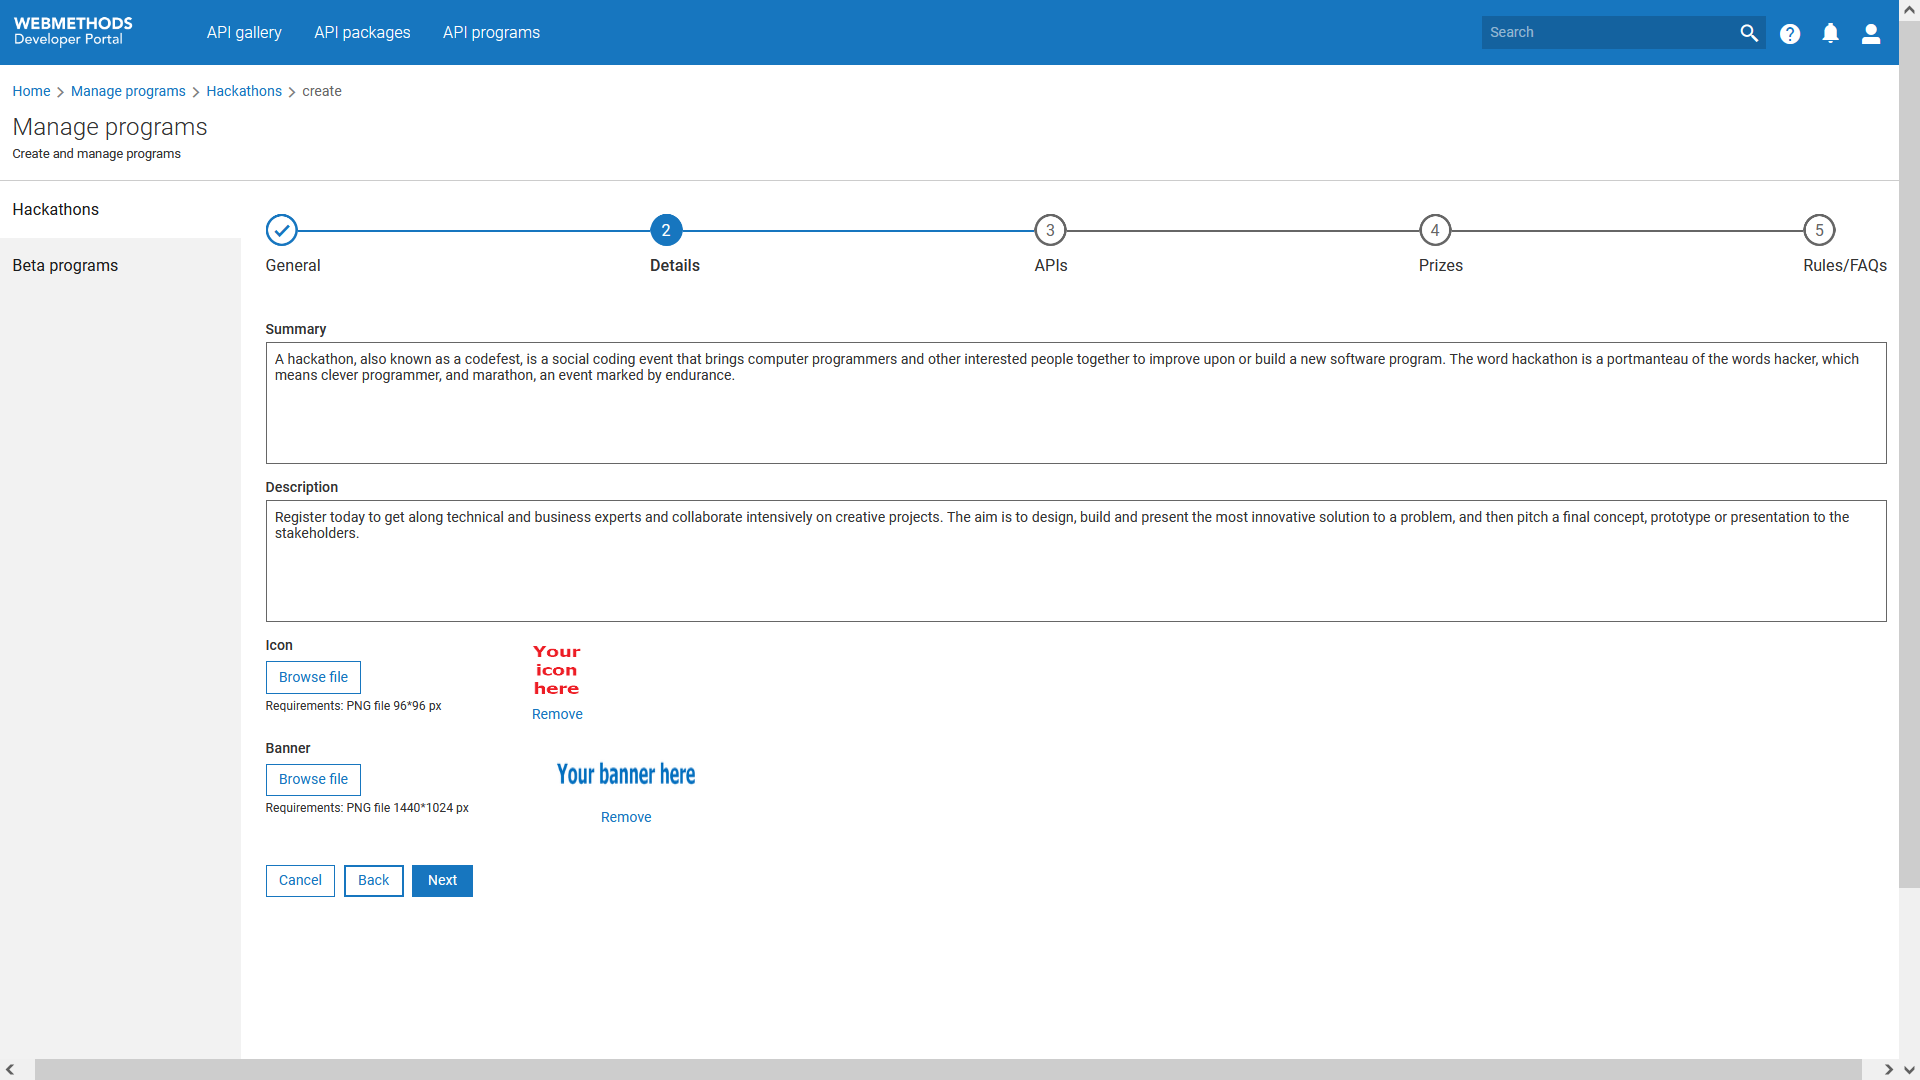 WEBMETHODS
Developer Portal
API gallery API packages API programs
Search
Home > Manage programs > Hackathons > create
Manage programs
Create and manage programs
Hackathons
Beta programs
2 3 4 5
General Details APIs Prizes Rules/FAQs
Summary
A hackathon, also known as a codefest, is a social coding event that brings computer programmers and other interested people together to improve upon or build a new software program. The word hackathon is a portmanteau of the words hacker, which
means clever programmer, and marathon, an event marked by endurance.
Description
Register today to get along technical and business experts and collaborate intensively on creative projects. The aim is to design, build and present the most innovative solution to a problem, and then pitch a final concept, prototype or presentation to the
stakeholders.
Icon
Browse file
Requirements: PNG file 96*96 px
Your
icon
here
Remove
Banner
Browse file
Requirements: PNG file 1440*1024 px
Your banner here
Remove
Cancel Back Next